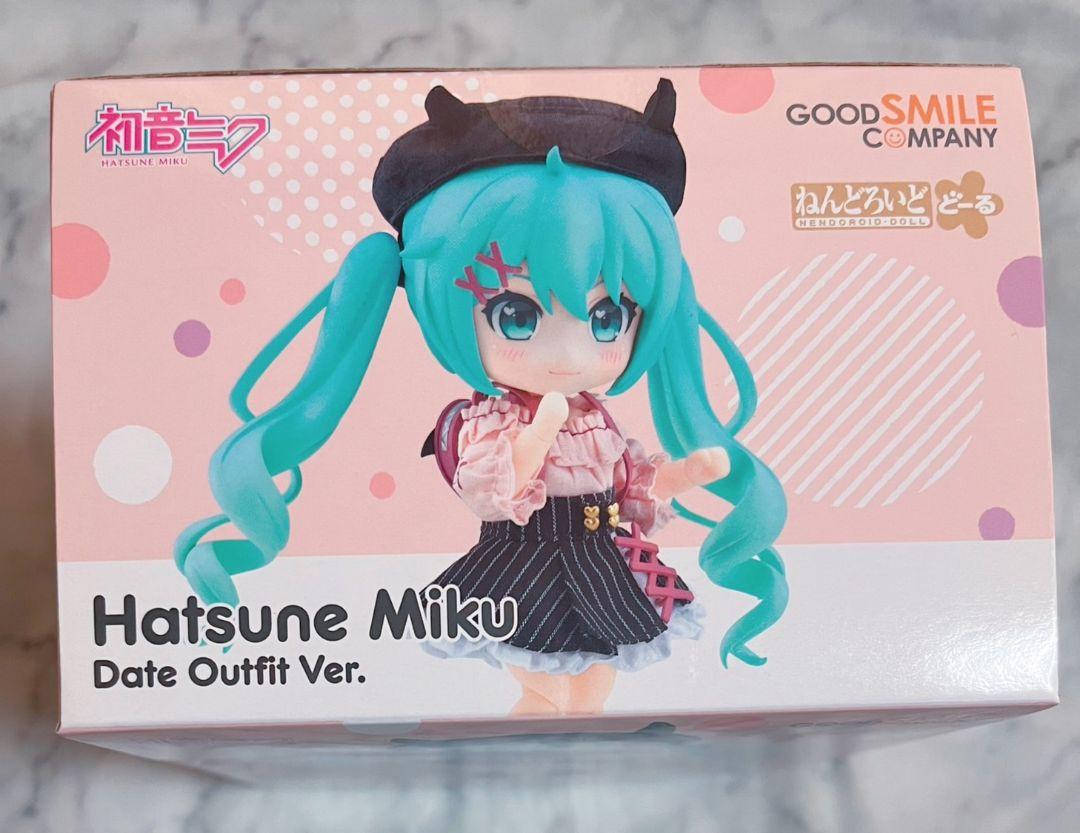 初音ミク
HATSUNE MIKU
GOOD SMILE
COMPANY
ねんどろいど どーる
NENDOROID-DOLL
Hatsune Miku
Date Outfit Ver.